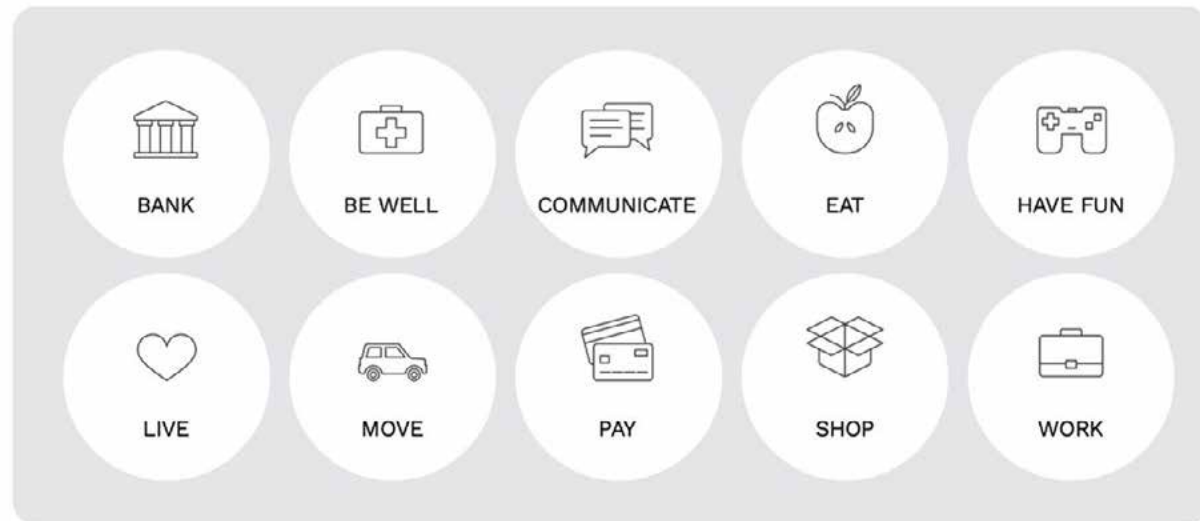 BANK
BE WELL
COMMUNICATE
EAT
HAVE FUN
LIVE
MOVE
PAY
SHOP
WORK